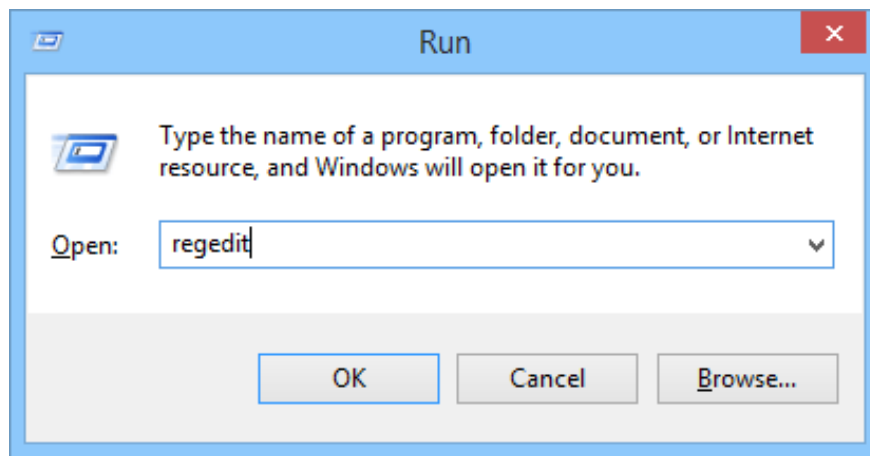 Run
Type the name of a program, folder, document, or Internet
resource, and Windows will open it for you.
Open: regedit
OK Cancel Browse...